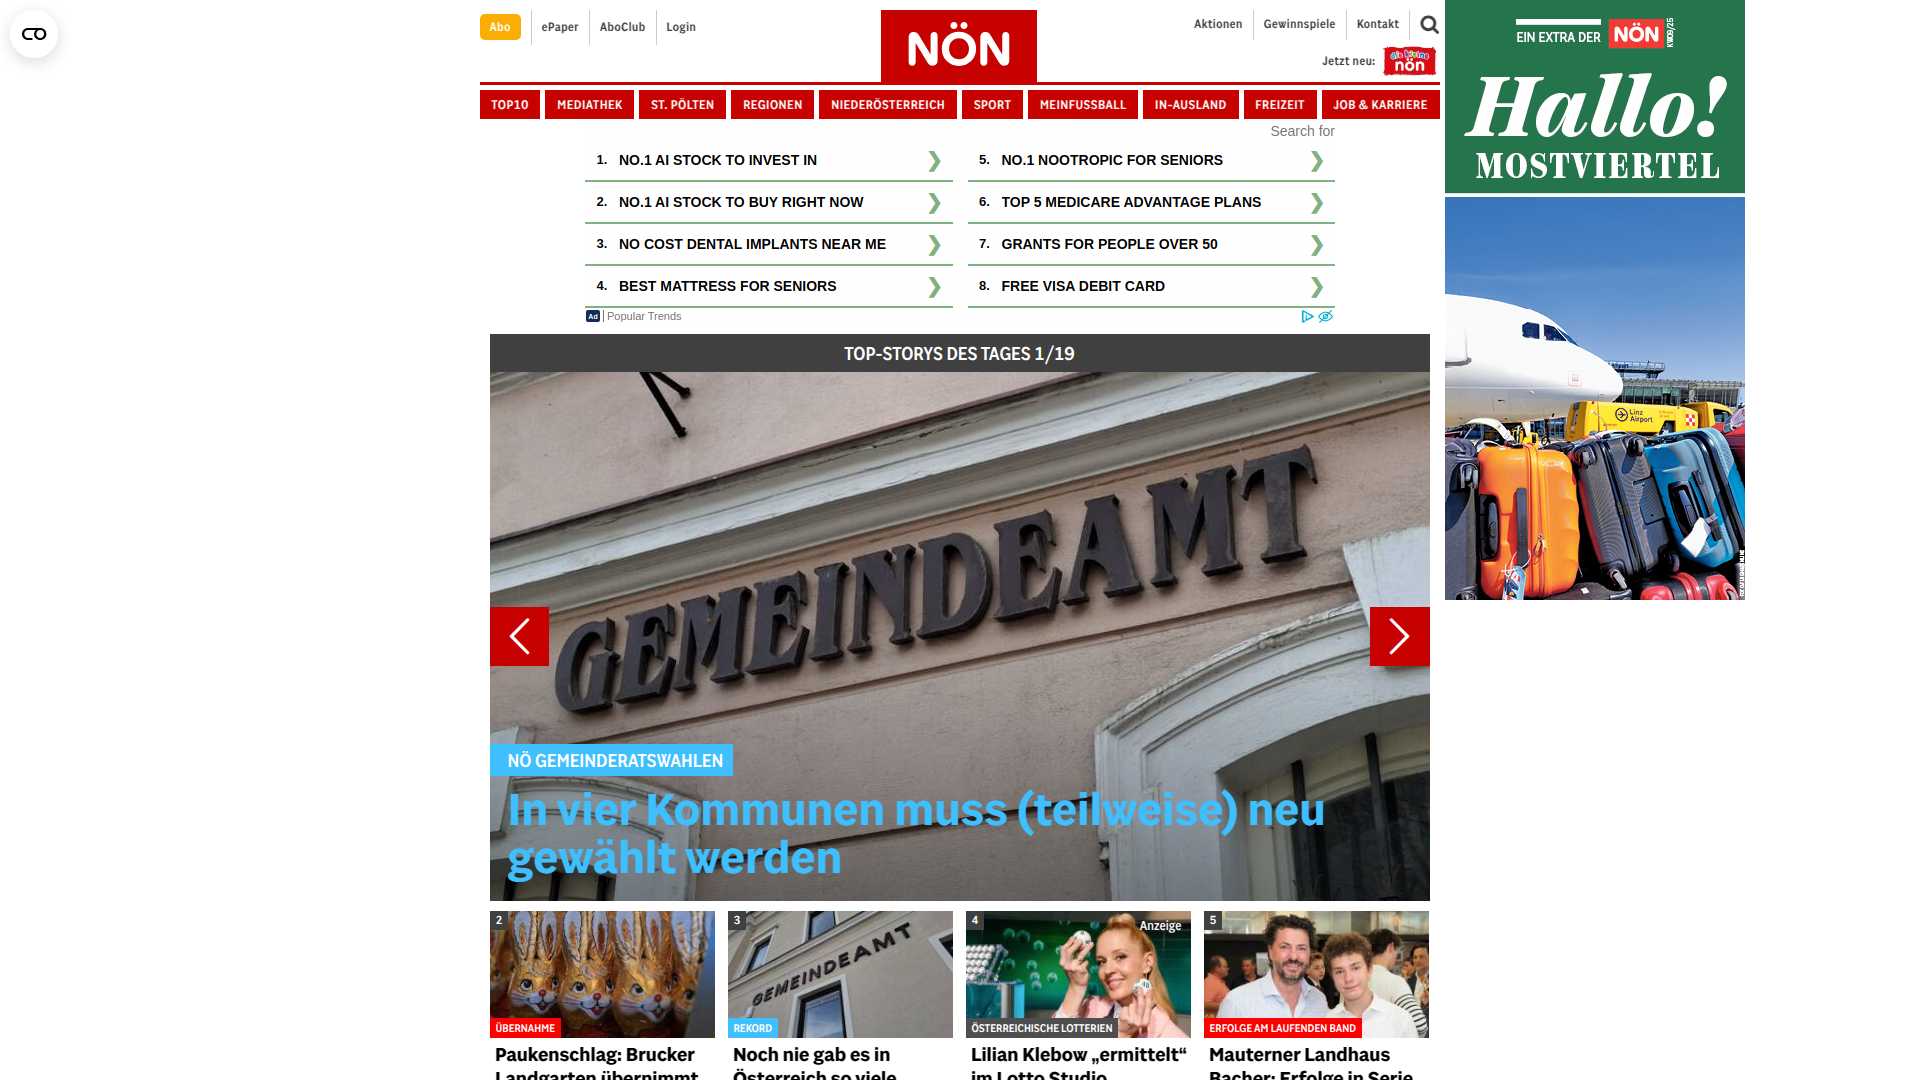 Abo
ePaper
AboClub
Login
NÖN
Aktionen
Gewinnspiele
Kontakt
Jetzt neu:
die kleine
nön
TOP10
MEDIATHEK
ST. PÖLTEN
REGIONEN
NIEDERÖSTERREICH
SPORT
MEINFUSSBALL
IN-AUSLAND
FREIZEIT
JOB & KARRIERE
Search for
1. NO.1 AI STOCK TO INVEST IN
2. NO.1 AI STOCK TO BUY RIGHT NOW
3. NO COST DENTAL IMPLANTS NEAR ME
4. BEST MATTRESS FOR SENIORS
5. NO.1 NOOTROPIC FOR SENIORS
6. TOP 5 MEDICARE ADVANTAGE PLANS
7. GRANTS FOR PEOPLE OVER 50
8. FREE VISA DEBIT CARD
Ad | Popular Trends
EIN EXTRA DER NÖN
KW09/25
Hallo!
MOSTVIERTEL
Linz
Airport
TOP-STORYS DES TAGES 1/19
GEMEINDEAMT
NÖ GEMEINDERATSWAHLEN
In vier Kommunen muss (teilweise) neu
gewählt werden
2
ÜBERNAHME
Paukenschlag: Brucker
Landgarten übernimmt
3
GEMEINDEAMT
REKORD
Noch nie gab es in
Österreich so viele
4
Anzeige
ÖSTERREICHISCHE LOTTERIEN
Lilian Klebow „ermittelt“
im Lotto Studio
5
ERFOLGE AM LAUFENDEN BAND
Mauterner Landhaus
Bacher: Erfolge in Serie